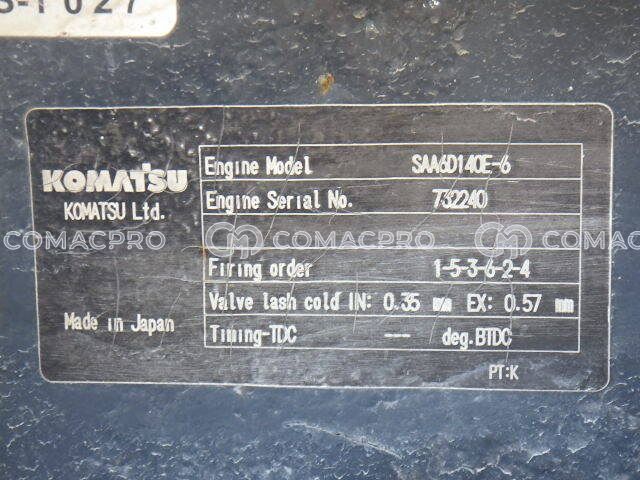 S-1027
KOMATSU
KOMATSU Ltd.
Made in Japan
Engine Model SAA6D140E-6
Engine Serial No. 732240
COMACPRO COMACPRO COMACPRO
Firing order 1-5-3-6-2-4
Valve lash cold IN: 0.35 mm EX: 0.57 mm
Timing-TDC --- deg.BTDC
PT:K